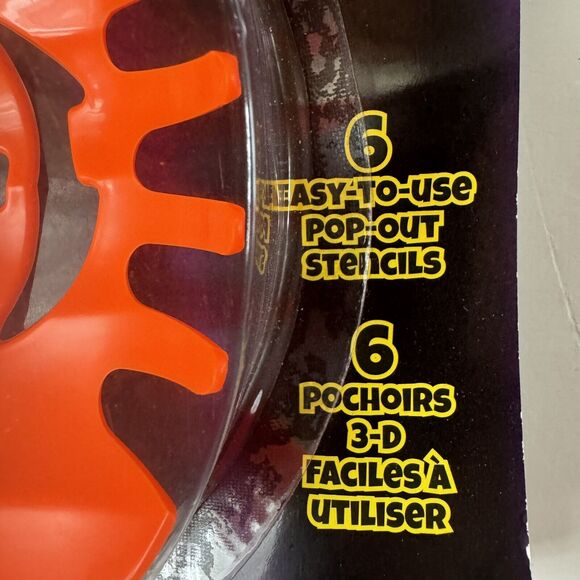 6
EASY-TO-USE
POP-OUT
STENCILS
6
POCHOIRS
3-D
FACILES À
UTILISER